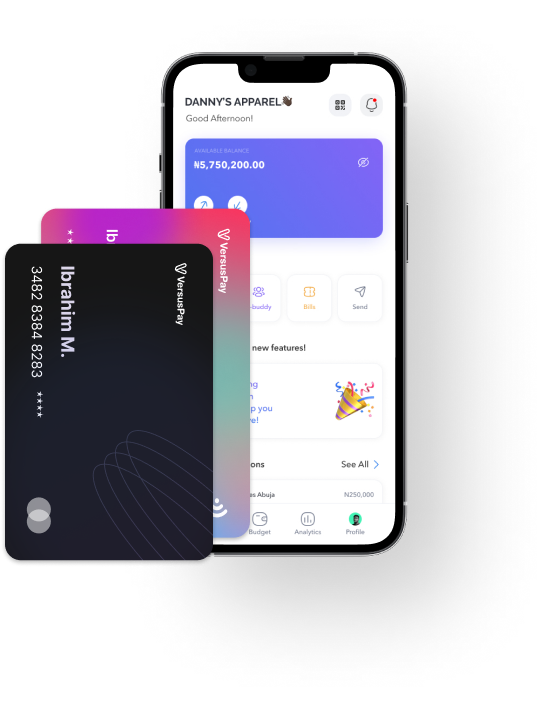 DANNY'S APPAREL👋🏿
Good Afternoon!
AVAILABLE BALANCE
₦5,750,200.00
-buddy
Bills
Send
new features!
ng
p you
e!
ons
See All
es Abuja
N250,000
Budget
Analytics
Profile
VersusPay
Ib
**
VersusPay
Ibrahim M.
3482 8384 8283 ****